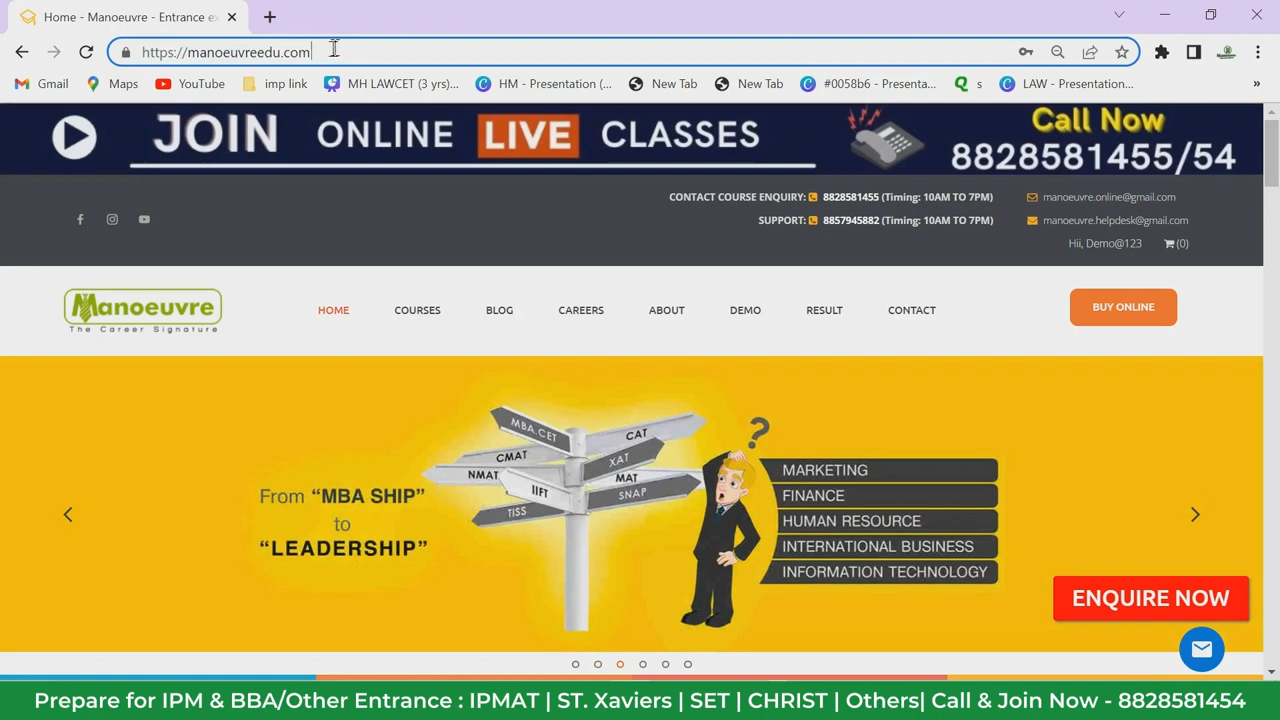 Home - Manoeuvre - Entrance ex
https://manoeuvreedu.com
Gmail
Maps
YouTube
imp link
MH LAWCET (3 yrs)...
HM - Presentation (...
New Tab
New Tab
#0058b6 - Presenta...
s
LAW - Presentation...
»
JOIN ONLINE LIVE CLASSES
Call Now
8828581455/54
CONTACT COURSE ENQUIRY: 8828581455 (Timing: 10AM TO 7PM)
manoeuvre.online@gmail.com
SUPPORT: 8857945882 (Timing: 10AM TO 7PM)
manoeuvre.helpdesk@gmail.com
Hii, Demo@123
(0)
Manoeuvre
The Career Signature
HOME
COURSES
BLOG
CAREERS
ABOUT
DEMO
RESULT
CONTACT
BUY ONLINE
From “MBA SHIP”
to
“LEADERSHIP”
MBA.CET
CAT
CMAT
XAT
NMAT
MAT
IIFT
SNAP
TISS
?
MARKETING
FINANCE
HUMAN RESOURCE
INTERNATIONAL BUSINESS
INFORMATION TECHNOLOGY
ENQUIRE NOW
Prepare for IPM & BBA/Other Entrance : IPMAT | ST. Xaviers | SET | CHRIST | Others| Call & Join Now - 8828581454